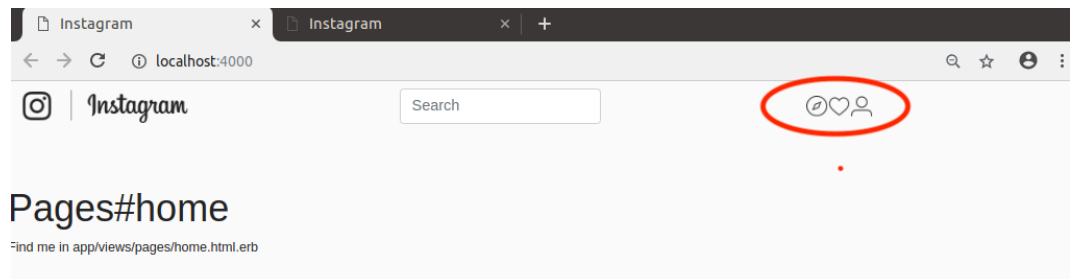 Instagram Instagram
localhost:4000
Instagram Search
Pages#home
Find me in app/views/pages/home.html.erb